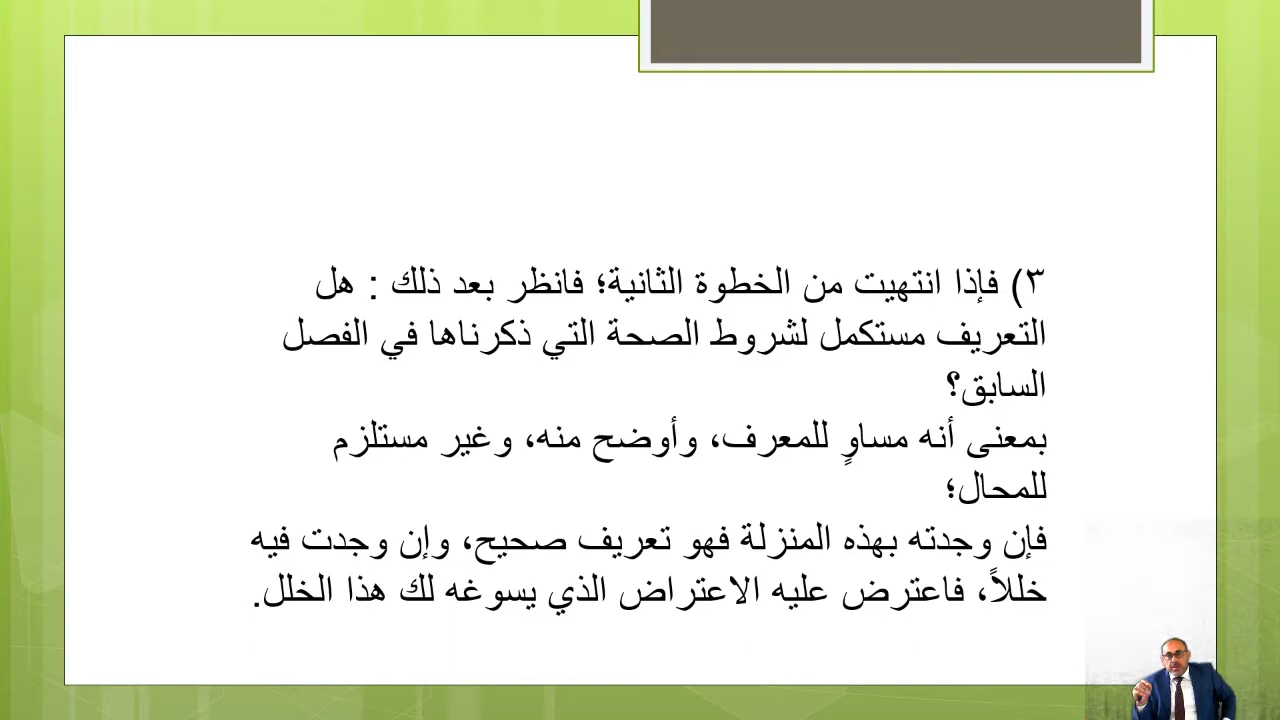 ٣) فإذا انتهيت من الخطوة الثانية؛ فانظر بعد ذلك : هل
التعريف مستكمل لشروط الصحة التي ذكرناها في الفصل
السابق؟
بمعنى أنه مساوٍ للمعرف، وأوضح منه، وغير مستلزم
للمحال؛
فإن وجدته بهذه المنزلة فهو تعريف صحيح، وإن وجدت فيه
خللاً، فاعترض عليه الاعتراض الذي يسوغه لك هذا الخلل.